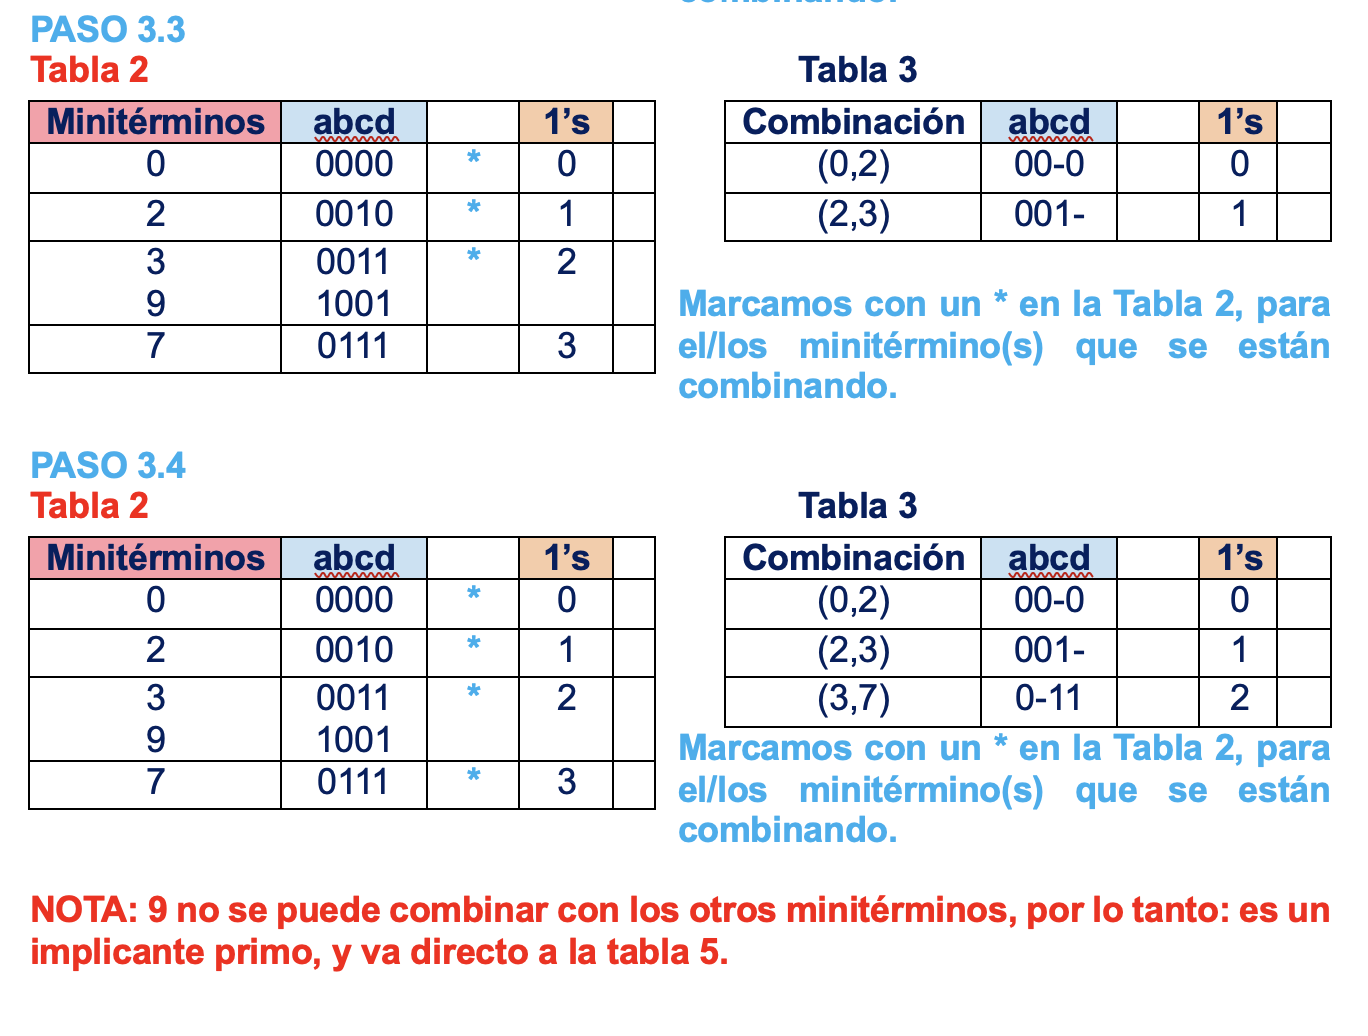 PASO 3.3
Tabla 2
Minitérminos abcd 1's
0 0000 * 0
2 0010 * 1
3 0011 * 2
9 1001
7 0111 3
Tabla 3
Combinación abcd 1's
(0,2) 00-0 0
(2,3) 001- 1
Marcamos con un * en la Tabla 2, para
el/los minitérmino(s) que se están
combinando.
PASO 3.4
Tabla 2
Minitérminos abcd 1's
0 0000 * 0
2 0010 * 1
3 0011 * 2
9 1001
7 0111 * 3
Tabla 3
Combinación abcd 1's
(0,2) 00-0 0
(2,3) 001- 1
(3,7) 0-11 2
Marcamos con un * en la Tabla 2, para
el/los minitérmino(s) que se están
combinando.
NOTA: 9 no se puede combinar con los otros minitérminos, por lo tanto: es un
implicante primo, y va directo a la tabla 5.